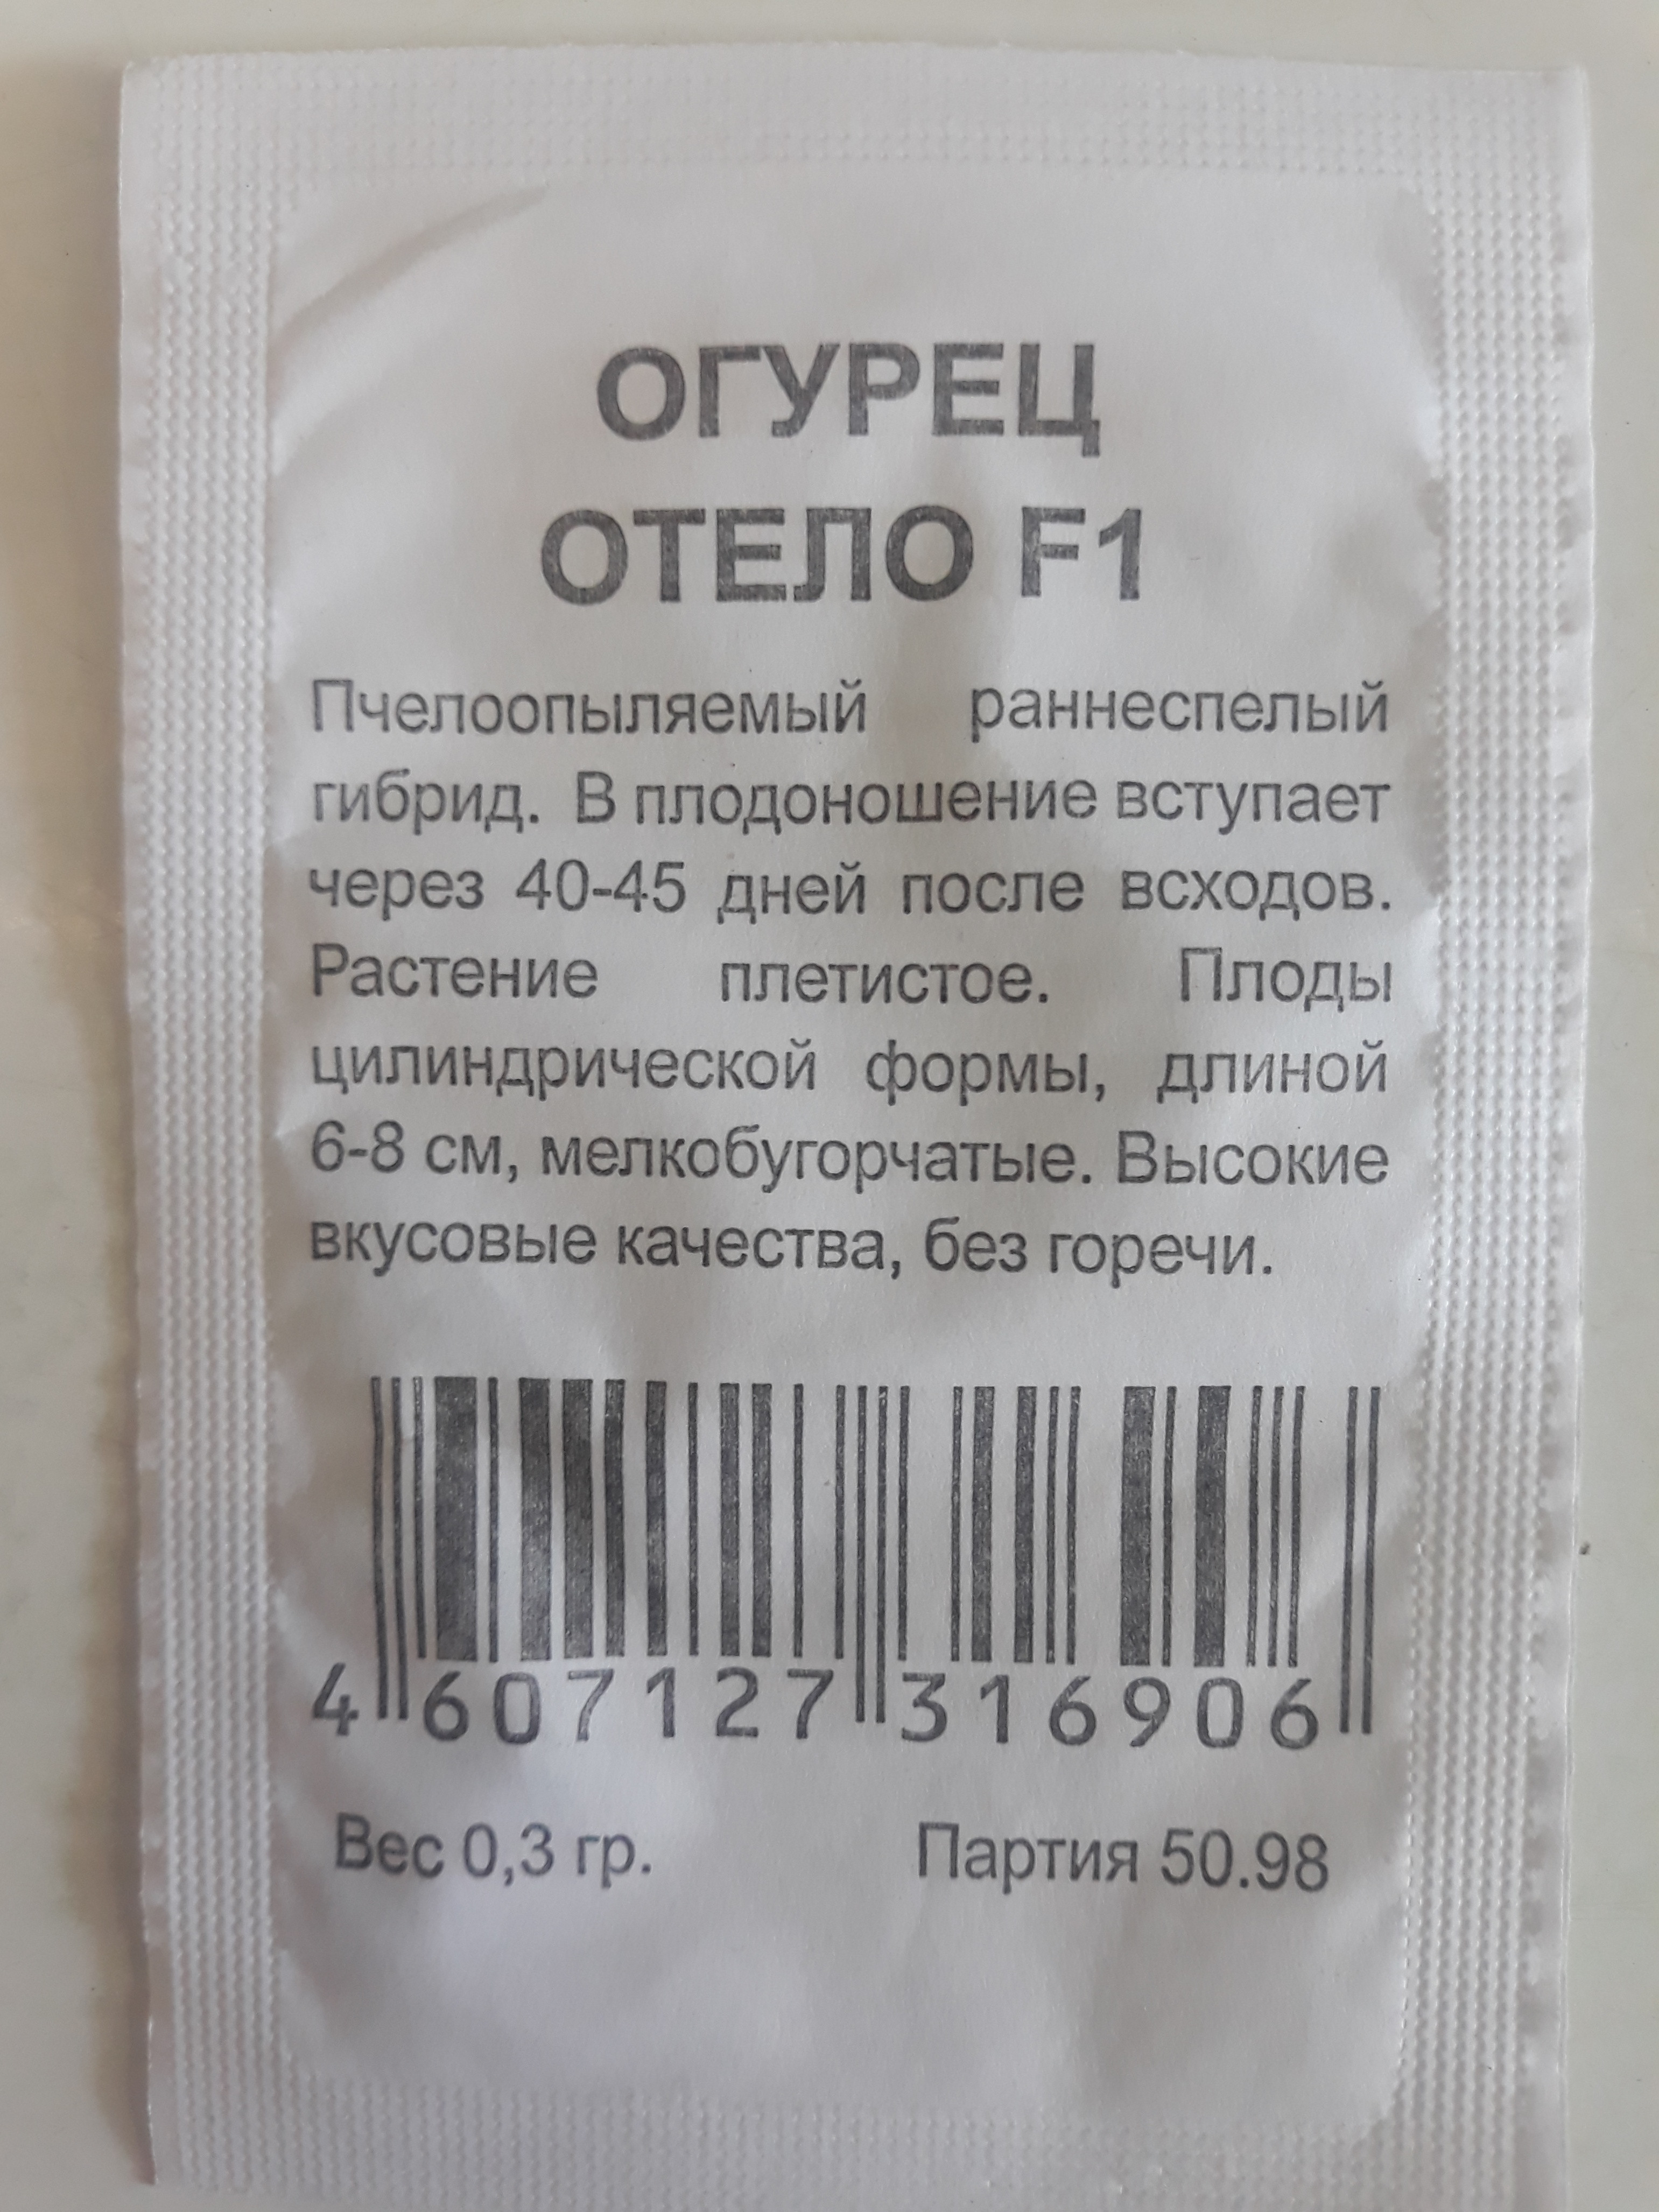 ОГУРЕЦ
ОТЕЛО F1
Пчелоопыляемый раннеспелый
гибрид. В плодоношение вступает
через 40-45 дней после всходов.
Растение плетистое. Плоды
цилиндрической формы, длиной
6-8 см, мелкобугорчатые. Высокие
вкусовые качества, без горечи.
4 607127 316906
Вес 0,3 гр. Партия 50.98